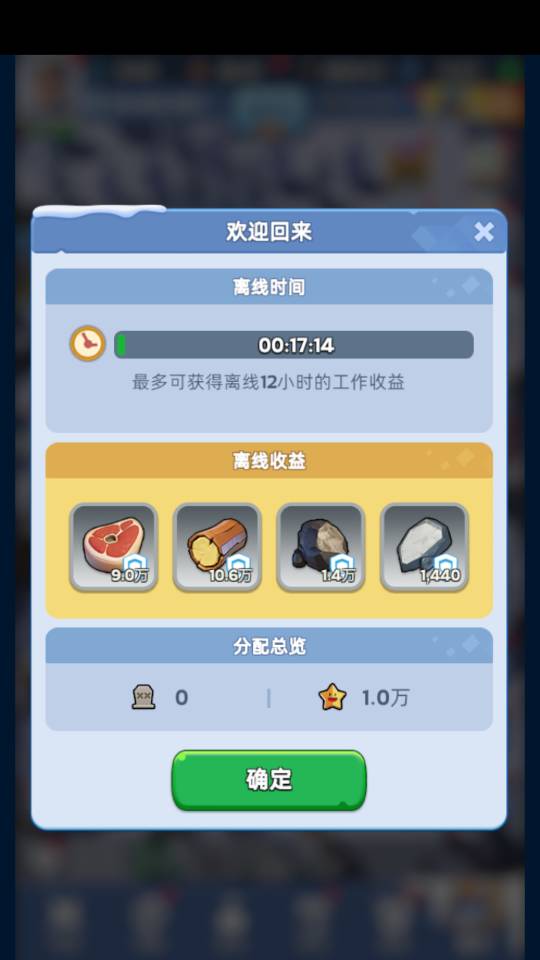 欢迎回来
离线时间
00:17:14
最多可获得离线12小时的工作收益
离线收益
9.0万
10.6万
1.4万
1,440
分配总览
0
1.0万
确定